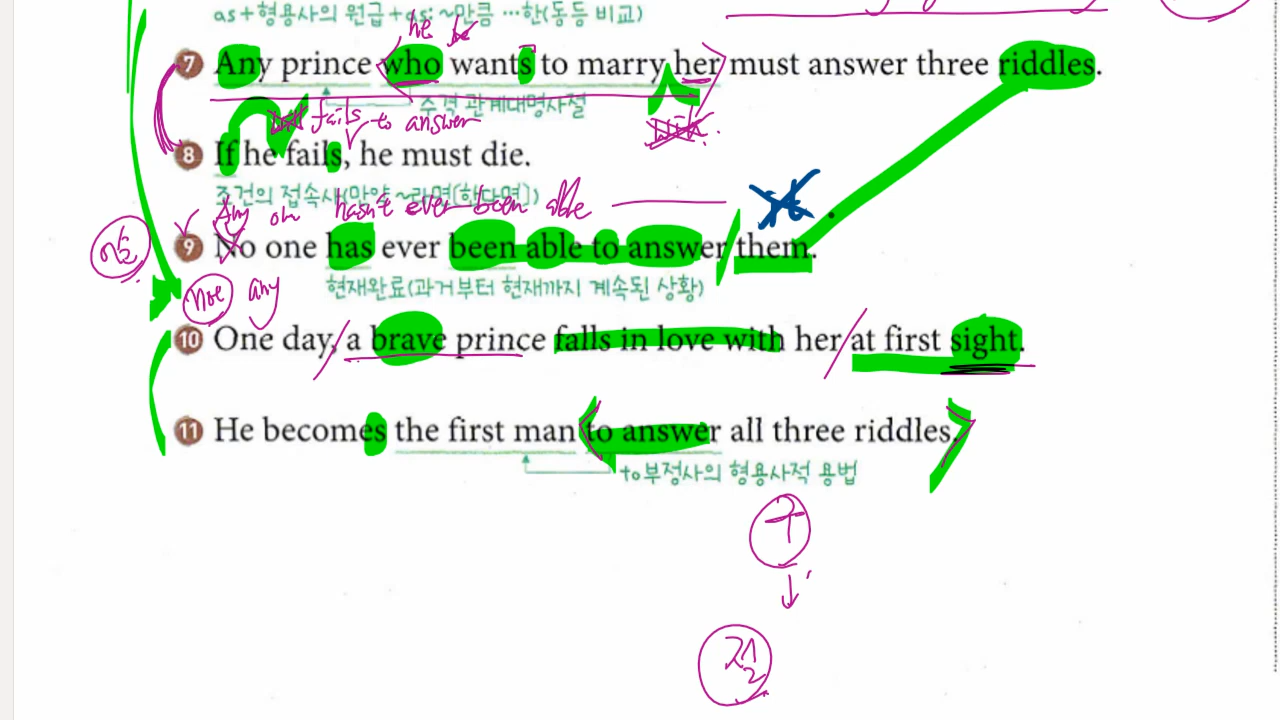 as+형용사의 원급+as: ~만큼 …한(동등 비교)
he
7 Any prince who wants to marry her must answer three riddles.
주격 관계대명사절
fails to answer
with.
8 If he fails, he must die.
조건의 접속사(만약 ~라면(한다면))
Any one hasn't ever been able
9 No one has ever been able to answer them.
not any
현재완료(과거부터 현재까지 계속된 상황)
10 One day, a brave prince falls in love with her at first sight.
11 He becomes the first man to answer all three riddles.
to부정사의 형용사적 용법
구
절